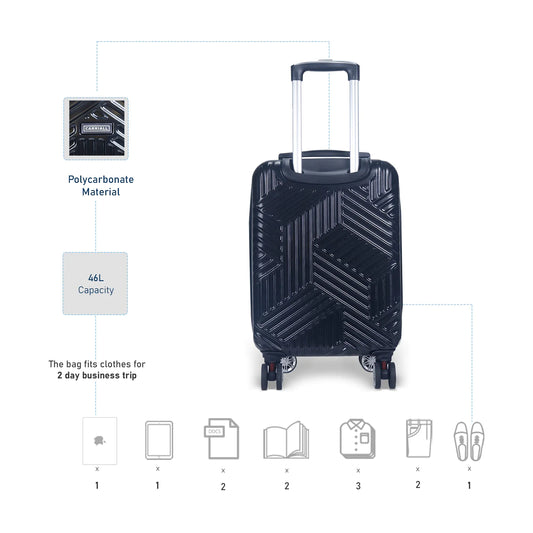 CARRIALL
Polycarbonate
Material
46L
Capacity
The bag fits clothes for
2 day business trip
DOCS
x x x x x x x
1 1 2 2 3 2 1